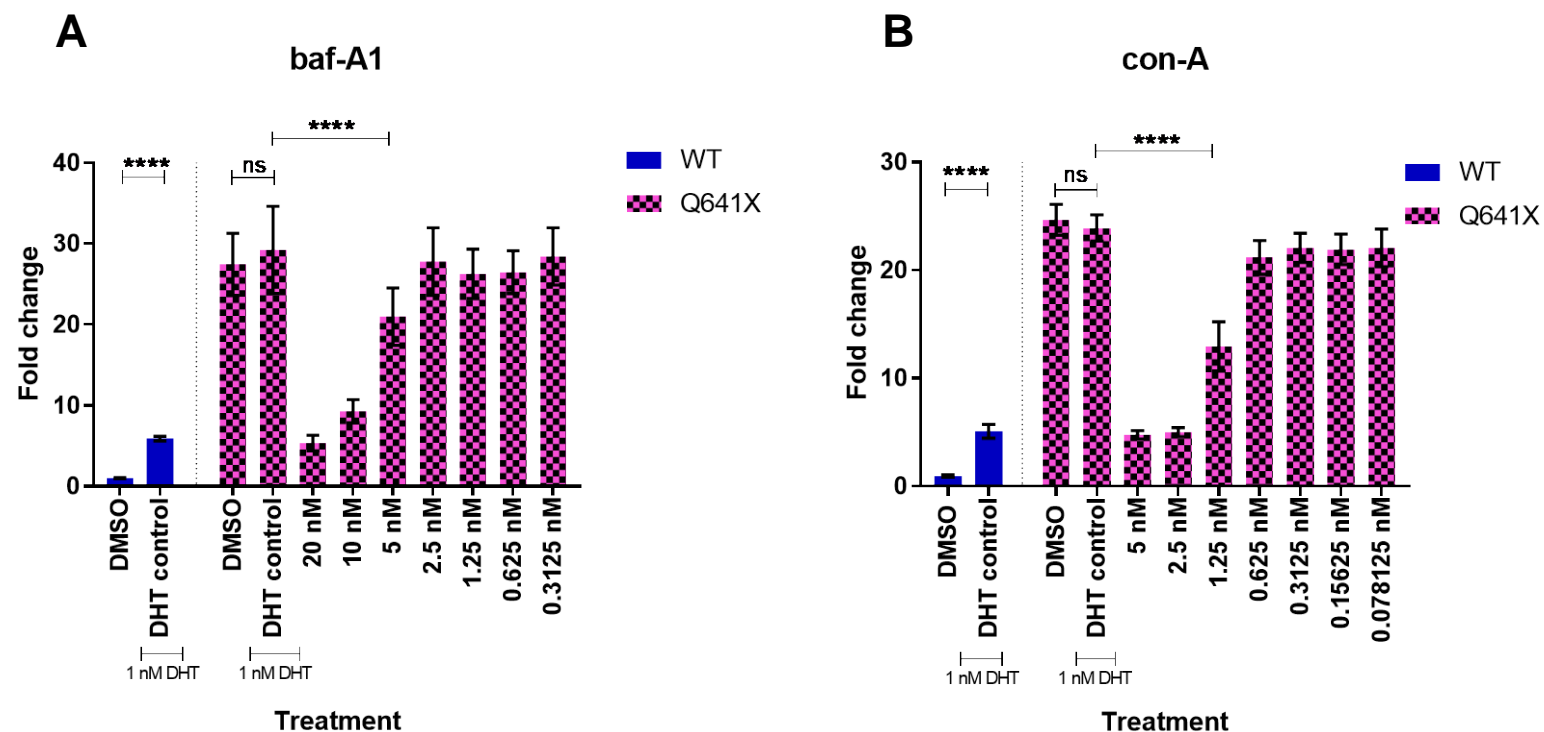 A
baf-A1
Fold change
40
30
20
10
0
****
ns
****
WT
Q641X
DMSO
DHT control
DMSO
DHT control
20 nM
10 nM
5 nM
2.5 nM
1.25 nM
0.625 nM
0.3125 nM
1 nM DHT
1 nM DHT
Treatment
B
con-A
Fold change
30
20
10
0
****
ns
****
WT
Q641X
DMSO
DHT control
DMSO
DHT control
5 nM
2.5 nM
1.25 nM
0.625 nM
0.3125 nM
0.15625 nM
0.078125 nM
1 nM DHT
1 nM DHT
Treatment